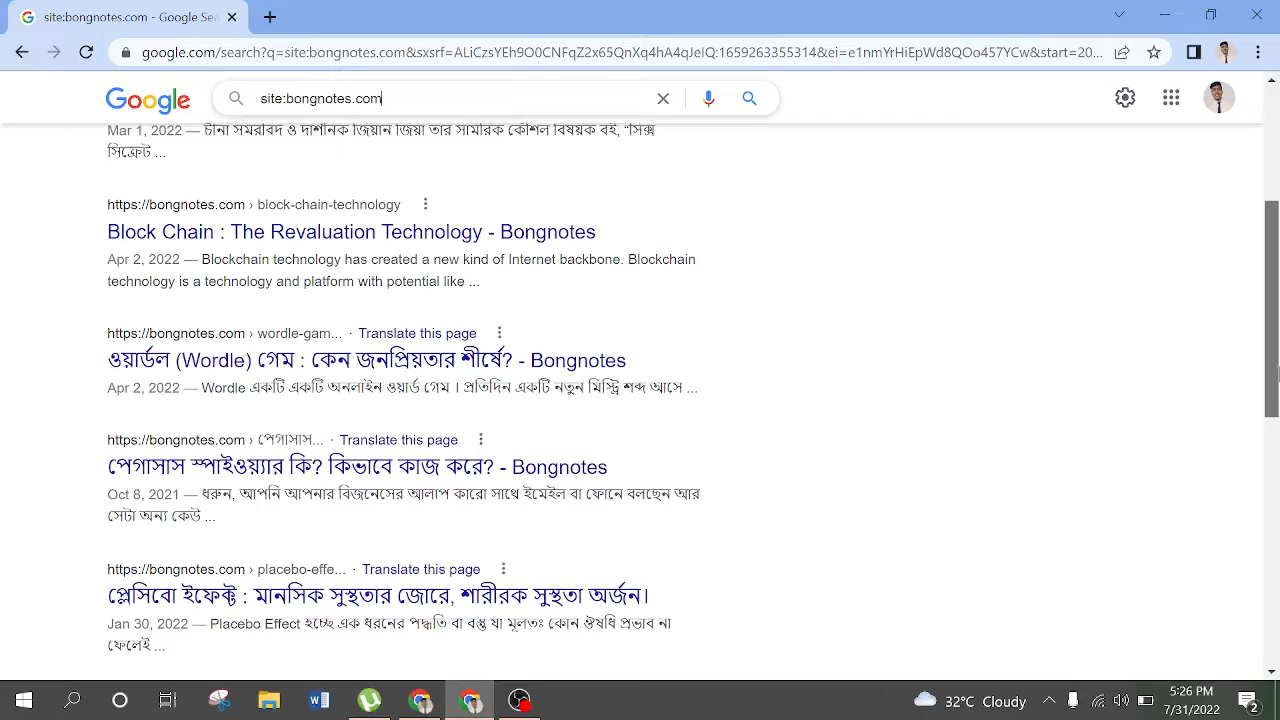 site:bongnotes.com - Google Sea
google.com/search?q=site:bongnotes.com&sxsrf=ALiCzsYEh9O0CNFqZ2x65QnXq4hA4qJeIQ:1659263355314&ei=e1nmYrHiEpWd8QOo457YCw&start=20...
Google
site:bongnotes.com
Mar 1, 2022 — চীনা সমরবিদ ও দার্শনিক জিয়ান জিয়া তার সামরিক কৌশল বিষয়ক বই, “সিক্স
সিক্রেট ...
https://bongnotes.com › block-chain-technology
Block Chain : The Revaluation Technology - Bongnotes
Apr 2, 2022 — Blockchain technology has created a new kind of Internet backbone. Blockchain
technology is a technology and platform with potential like ...
https://bongnotes.com › wordle-gam... · Translate this page
ওয়ার্ডল (Wordle) গেম : কেন জনপ্রিয়তার শীর্ষে? - Bongnotes
Apr 2, 2022 — Wordle একটি একটি অনলাইন ওয়ার্ড গেম । প্রতিদিন একটি নতুন মিস্ট্রি শব্দ আসে ...
https://bongnotes.com › পেগাসাস... · Translate this page
পেগাসাস স্পাইওয়্যার কি? কিভাবে কাজ করে? - Bongnotes
Oct 8, 2021 — ধরুন, আপনি আপনার বিজনেসের আলাপ কারো সাথে ইমেইল বা ফোনে বলছেন আর
সেটা অন্য কেউ ...
https://bongnotes.com › placebo-effe... · Translate this page
প্লেসিবো ইফেক্ট : মানসিক সুস্থতার জোরে, শারীরক সুস্থতা অর্জন।
Jan 30, 2022 — Placebo Effect হচ্ছে এক ধরনের পদ্ধতি বা বস্তু যা মূলতঃ কোন ঔষধি প্রভাব না
ফেলেই ...
32°C Cloudy
5:26 PM
7/31/2022
2